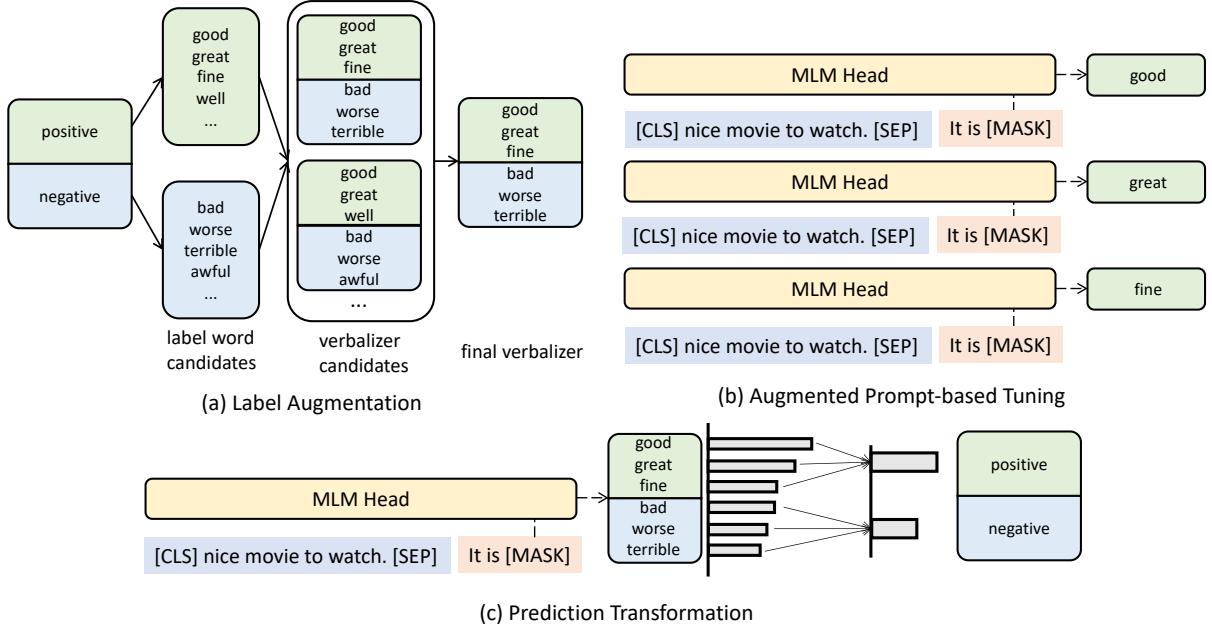 positive
negative
good
great
fine
well
...
bad
worse
terrible
awful
...
label word
candidates
good
great
fine
bad
worse
terrible
good
great
well
bad
worse
awful
...
verbalizer
candidates
good
great
fine
bad
worse
terrible
final verbalizer
(a) Label Augmentation
MLM Head
good
[CLS] nice movie to watch. [SEP]
It is [MASK]
MLM Head
great
[CLS] nice movie to watch. [SEP]
It is [MASK]
MLM Head
fine
[CLS] nice movie to watch. [SEP]
It is [MASK]
(b) Augmented Prompt-based Tuning
MLM Head
[CLS] nice movie to watch. [SEP]
It is [MASK]
good
great
fine
bad
worse
terrible
positive
negative
(c) Prediction Transformation